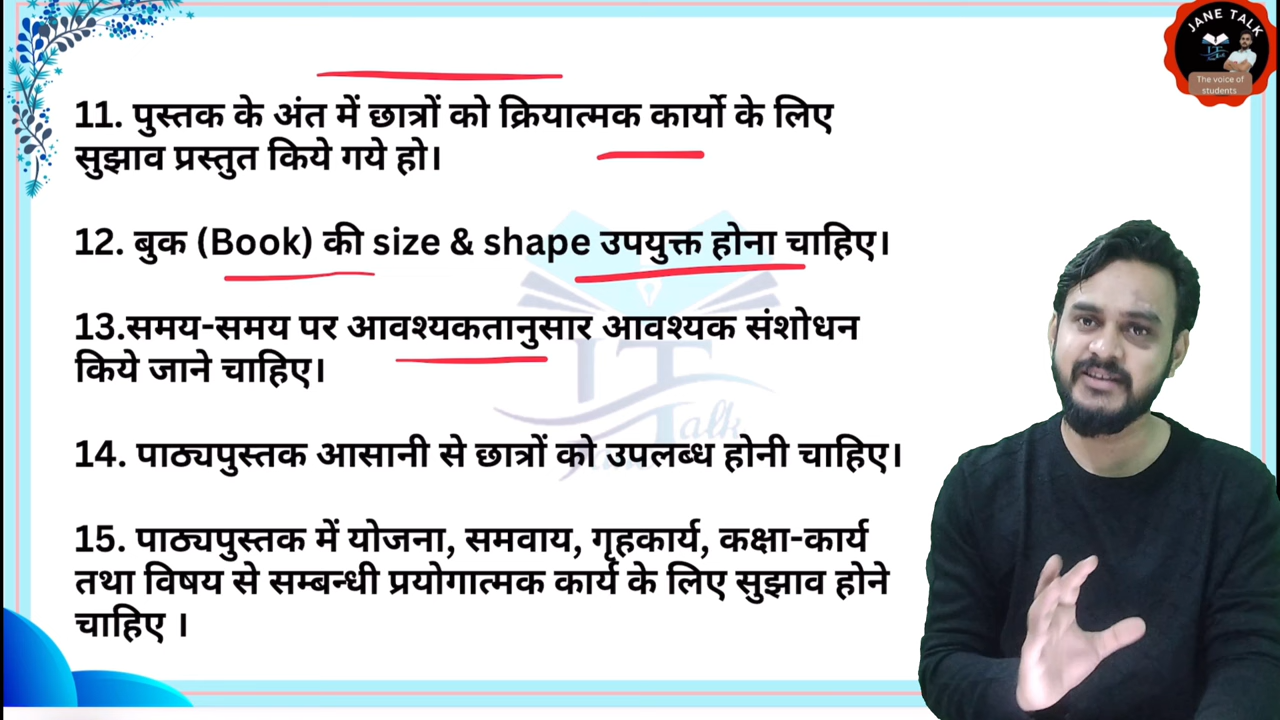 JANE TALK
The voice of
students
11. पुस्तक के अंत में छात्रों को क्रियात्मक कार्यो के लिए
सुझाव प्रस्तुत किये गये हो।
12. बुक (Book) की size & shape उपयुक्त होना चाहिए।
13.समय-समय पर आवश्यकतानुसार आवश्यक संशोधन
किये जाने चाहिए।
14. पाठ्यपुस्तक आसानी से छात्रों को उपलब्ध होनी चाहिए।
15. पाठ्यपुस्तक में योजना, समवाय, गृहकार्य, कक्षा-कार्य
तथा विषय से सम्बन्धी प्रयोगात्मक कार्य के लिए सुझाव होने
चाहिए ।